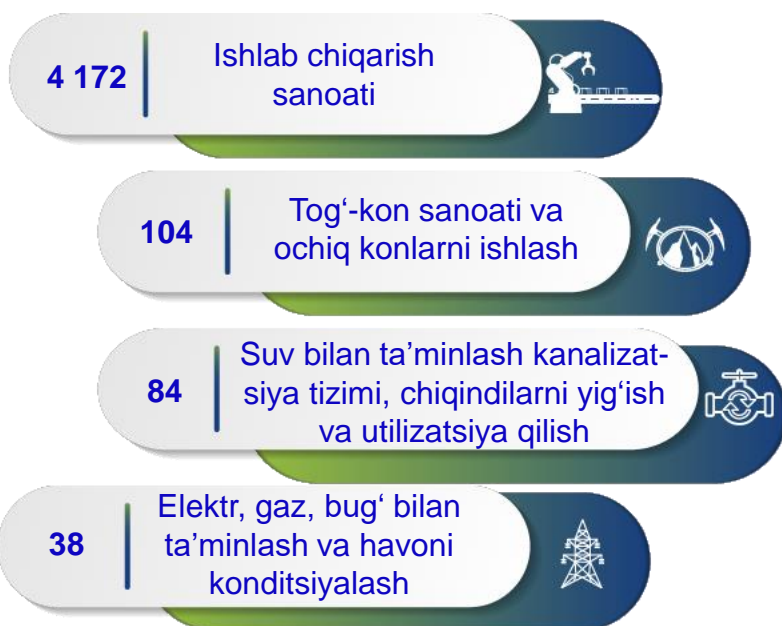 4 172
Ishlab chiqarish
sanoati
104
Tog‘-kon sanoati va
ochiq konlarni ishlash
84
Suv bilan ta’minlash kanalizat-
siya tizimi, chiqindilarni yig‘ish
va utilizatsiya qilish
38
Elektr, gaz, bug‘ bilan
ta’minlash va havoni
konditsiyalash